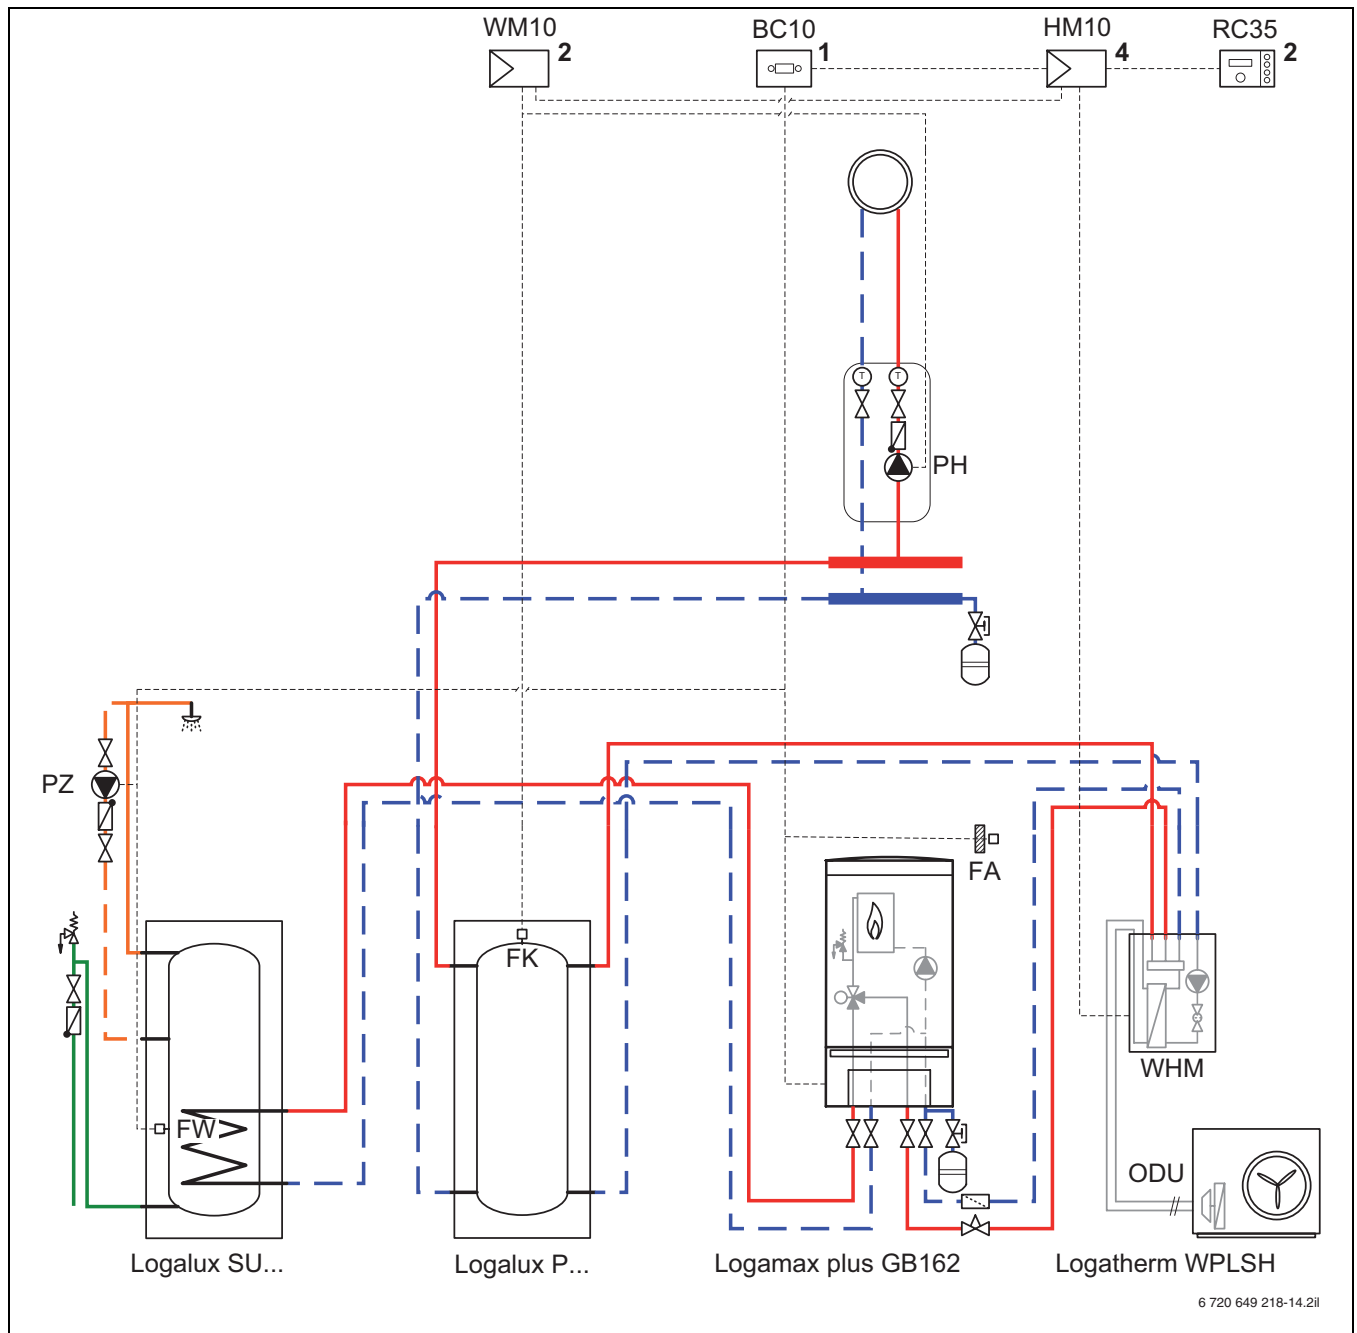 WM10 2
BC10 1
HM10 4
RC35 2
T T
PH
PZ
FA
FK
WHM
FW
ODU
Logalux SU...
Logalux P...
Logamax plus GB162
Logatherm WPLSH
6 720 649 218-14.2il